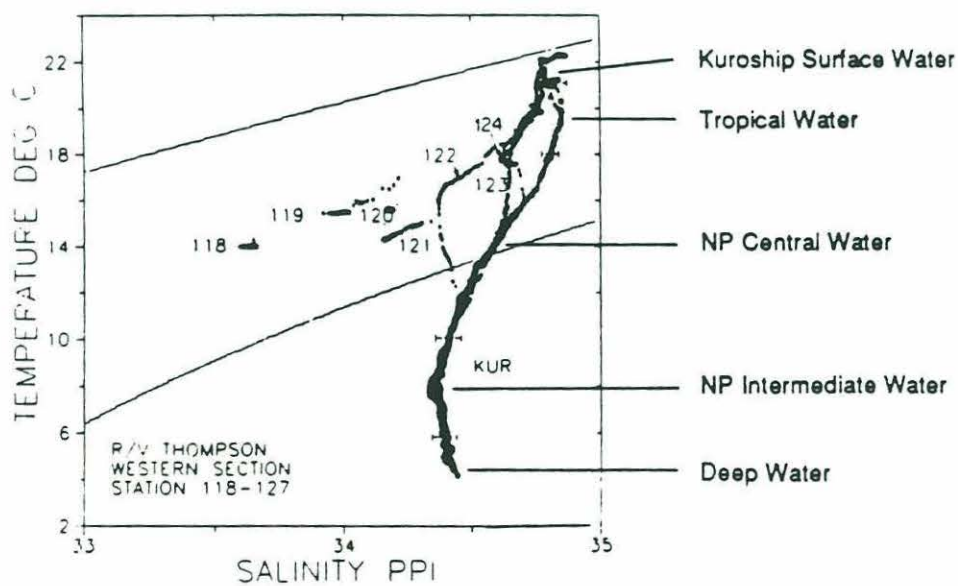 TEMPERATURE DEG C
22
18
14
10
6
2
33
34
35
SALINITY PPI
118
119
120
121
122
123
124
KUR
R/V THOMPSON
WESTERN SECTION
STATION 118-127
Kuroship Surface Water
Tropical Water
NP Central Water
NP Intermediate Water
Deep Water